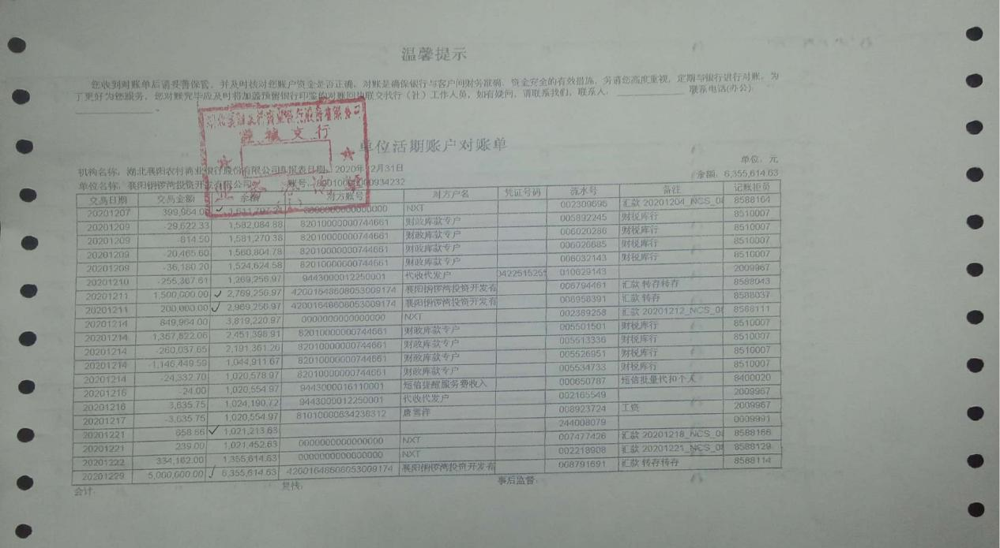 温馨提示
您收到对账单后请妥善保管，并及时核对您账户资金是否正确，对账是确保银行与客户间财务准确、资金安全的有效措施，务请您高度重视，定期与银行进行对账。为
了更好为您服务，您对账完毕应及时将加盖预留银行印鉴的对账回执联交我行（社）工作人员，如有疑问，请联系我们，联系人： 联系电话(办公):
单位活期账户对账单
单位：元
机构名称：湖北襄阳农村商业银行股份有限公司 报表日期：2020年12月31日 余额: 6,355,614.63
单位名称：襄阳铜锣湾投资开发有限公司 账号:
交易日期 交易金额 余额 对方账号 对方户名 凭证号码 流水号 备注 记账柜员
20201207 399,964.00 0000000000000 NXT 002309696 汇款 20201204_NCS_0 8588164
20201209 -29,622.33 1,582,084.88 82010000000744661 财政库款专户 005892245 财税库行 8510007
20201209 -814.50 1,581,270.38 82010000000744661 财政库款专户 006020286 财税库行 8510007
20201209 -20,465.60 1,560,804.78 82010000000744661 财政库款专户 006026685 财税库行 8510007
20201209 -36,180.20 1,524,624.58 82010000000744661 财政库款专户 006032143 财税库行 8510007
20201210 -255,367.61 1,269,256.97 9443000012250001 代收代发户 010629143 2009967
20201211 1,500,000.00 2,769,256.97 42001648608053009174 襄阳铜锣湾投资开发有 006794461 汇款 转存转存 8588043
20201211 200,000.00 2,969,256.97 42001648608053009174 襄阳铜锣湾投资开发有 006958391 汇款 转存 8588037
20201214 849,964.00 3,819,220.97 0000000000000000 NXT 002389258 汇款 20201212_NCS_0 8588111
20201214 1,367,822.06 2,451,398.91 82010000000744661 财政库款专户 005501501 财税库行 8510007
20201214 -260,037.65 2,191,361.26 82010000000744661 财政库款专户 005513336 财税库行 8510007
20201214 -1,146,449.59 1,044,911.67 82010000000744661 财政库款专户 005526951 财税库行 8510007
20201214 -24,332.70 1,020,578.97 82010000000744661 财政库款专户 005534733 财税库行 8510007
20201216 -24.00 1,020,554.97 9443000016110001 短信提醒服务费收入 000650787 短信批量代扣个人 8400020
20201216 3,635.75 1,024,190.72 9443000012250001 代收代发户 002165549 2009967
20201217 -3,635.75 1,020,554.97 81010000634238312 唐雪祥 008923724 工资 2009967
20201221 658.66 1,021,213.63 244008079 0009991
20201221 239.00 1,021,452.63 0000000000000000 NXT 007477426 汇款 20201218_NCS_0 8588166
20201222 334,162.00 1,355,614.63 0000000000000000 NXT 002218908 汇款 20201221_NCS_0 8588129
20201229 5,000,000.00 6,355,614.63 42001648608053009174 襄阳铜锣湾投资开发有 008791691 汇款 转存转存 8588114
会计: 复核: 事后监督: